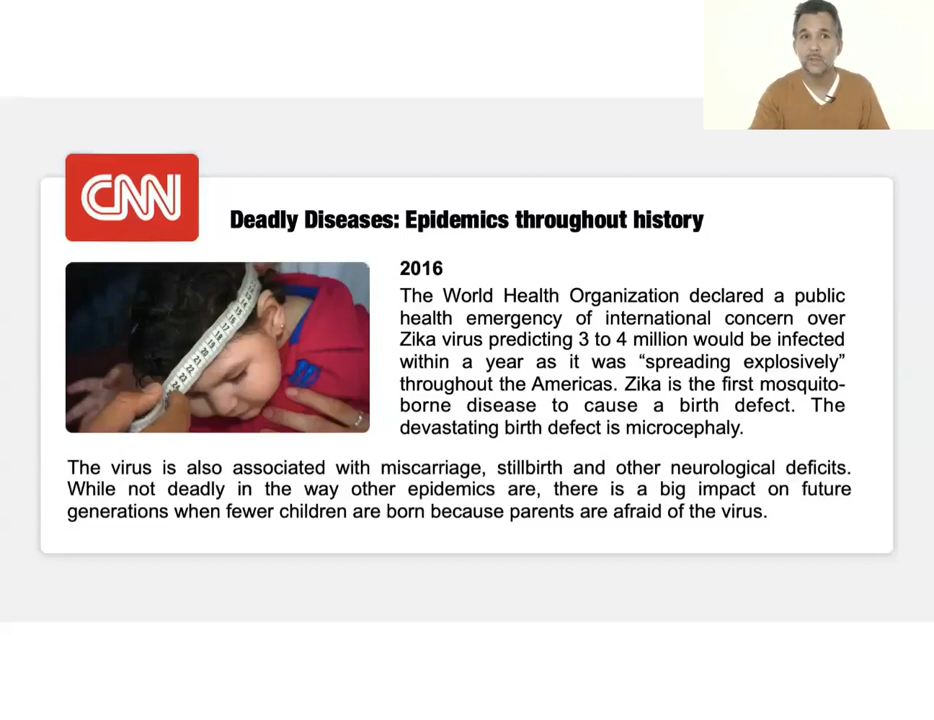 CNN
Deadly Diseases: Epidemics throughout history
2016
The World Health Organization declared a public
health emergency of international concern over
Zika virus predicting 3 to 4 million would be infected
within a year as it was “spreading explosively”
throughout the Americas. Zika is the first mosquito-
borne disease to cause a birth defect. The
devastating birth defect is microcephaly.
The virus is also associated with miscarriage, stillbirth and other neurological deficits.
While not deadly in the way other epidemics are, there is a big impact on future
generations when fewer children are born because parents are afraid of the virus.